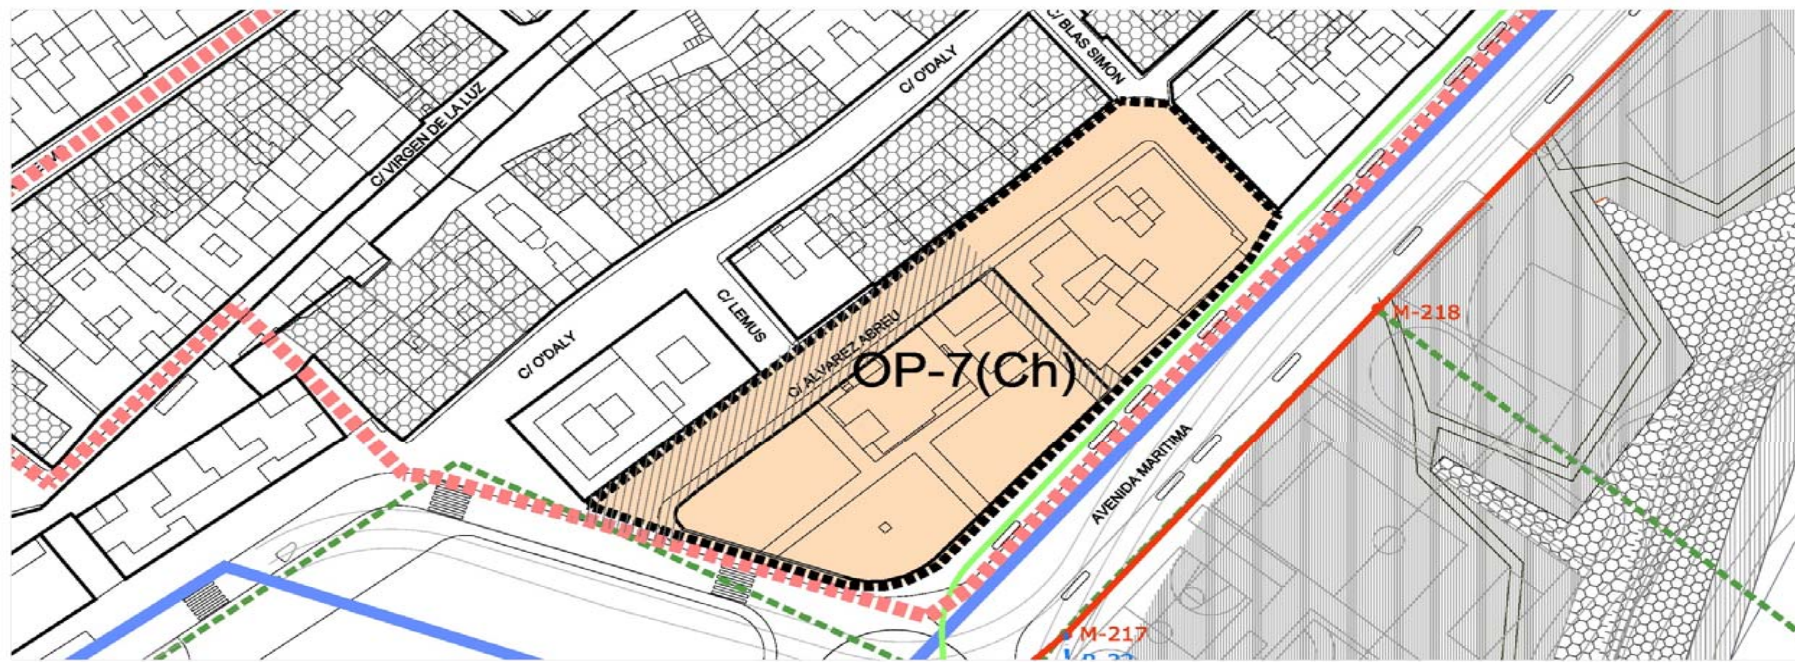 C/ BLAS SIMON
C/ O'DALY
C/ VIRGEN DE LA LUZ
C/ LEMUS
M-218
C/ O'DALY
C/ ALVAREZ ABREU
OP-7(Ch)
AVENIDA MARITIMA
M-217